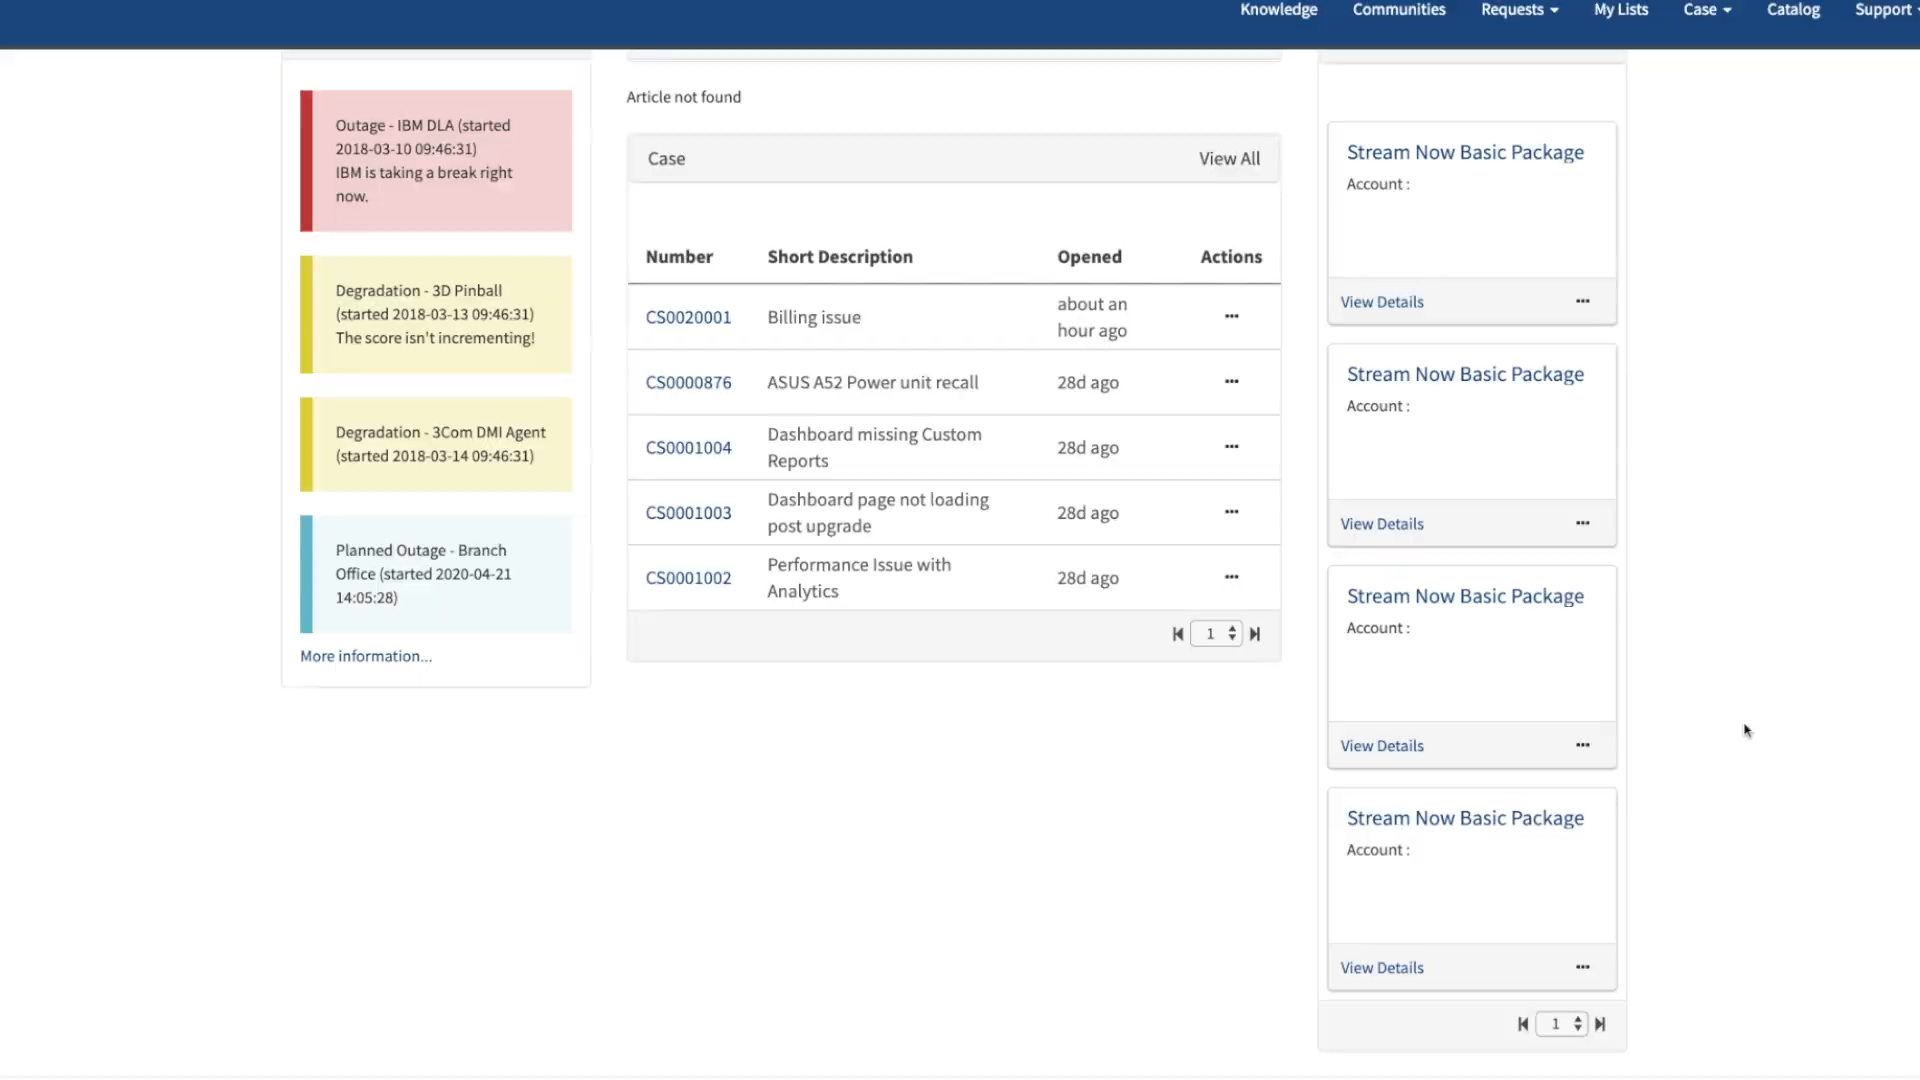 Knowledge
Communities
Requests
My Lists
Case
Catalog
Support
Outage - IBM DLA (started
2018-03-10 09:46:31)
IBM is taking a break right
now.
Degradation - 3D Pinball
(started 2018-03-13 09:46:31)
The score isn't incrementing!
Degradation - 3Com DMI Agent
(started 2018-03-14 09:46:31)
Planned Outage - Branch
Office (started 2020-04-21
14:05:28)
More information...
Article not found
Case
View All
Number
Short Description
Opened
Actions
CS0020001
Billing issue
about an
hour ago
CS0000876
ASUS A52 Power unit recall
28d ago
CS0001004
Dashboard missing Custom
Reports
28d ago
CS0001003
Dashboard page not loading
post upgrade
28d ago
CS0001002
Performance Issue with
Analytics
28d ago
1
Stream Now Basic Package
Account :
View Details
Stream Now Basic Package
Account :
View Details
Stream Now Basic Package
Account :
View Details
Stream Now Basic Package
Account :
View Details
1